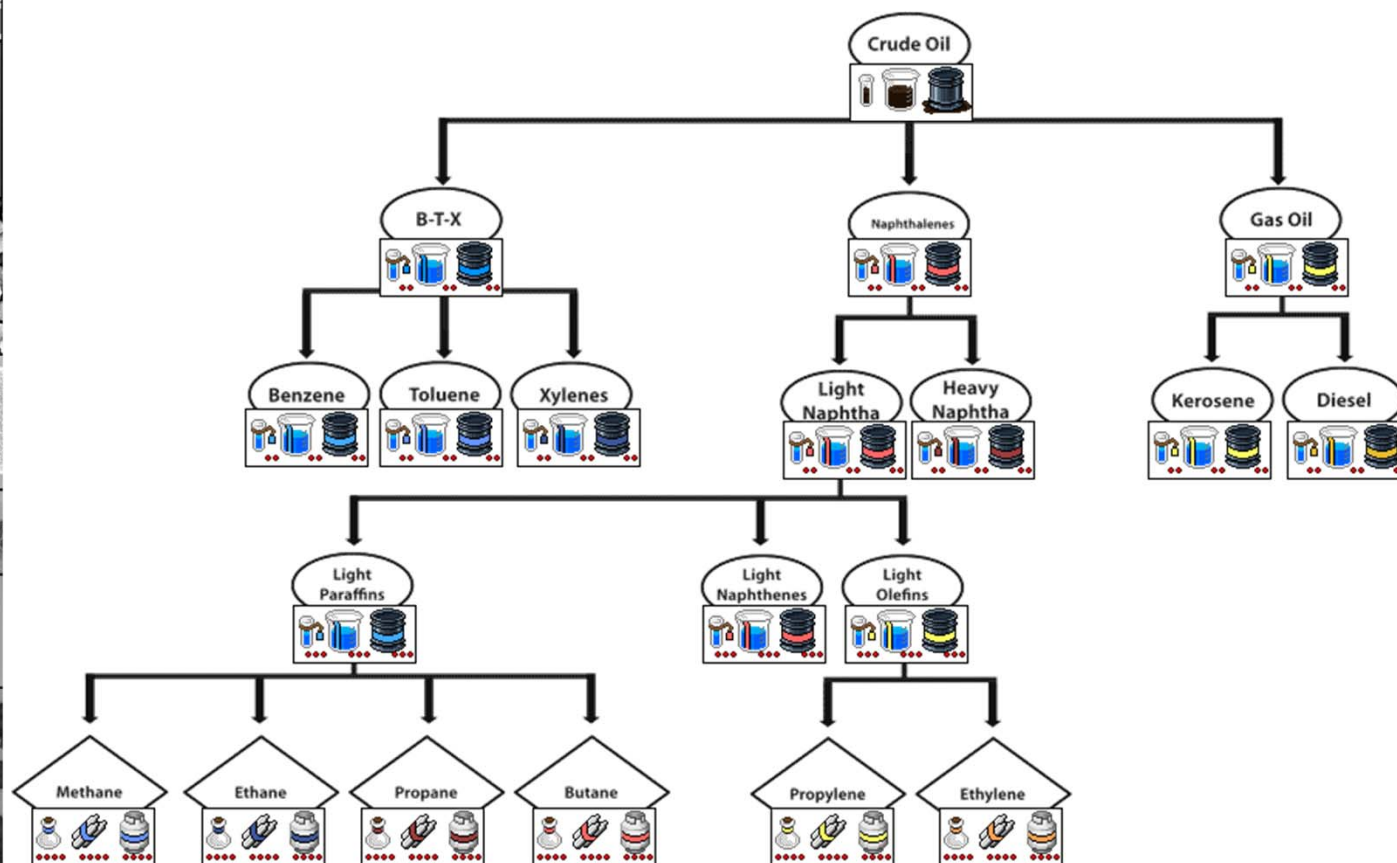 Crude Oil
B-T-X
Naphthalenes
Gas Oil
Benzene
Toluene
Xylenes
Light
Naphtha
Heavy
Naphtha
Kerosene
Diesel
Light
Paraffins
Light
Naphthenes
Light
Olefins
Methane
Ethane
Propane
Butane
Propylene
Ethylene